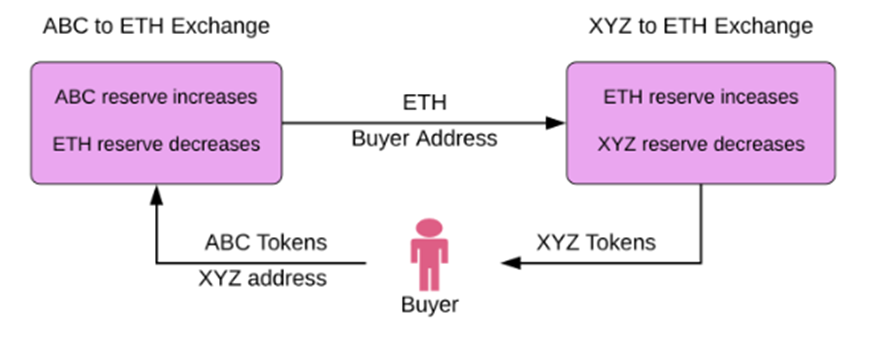 ABC to ETH Exchange
XYZ to ETH Exchange
ABC reserve increases
ETH reserve decreases
ETH
Buyer Address
ETH reserve inceases
XYZ reserve decreases
ABC Tokens
XYZ address
XYZ Tokens
Buyer